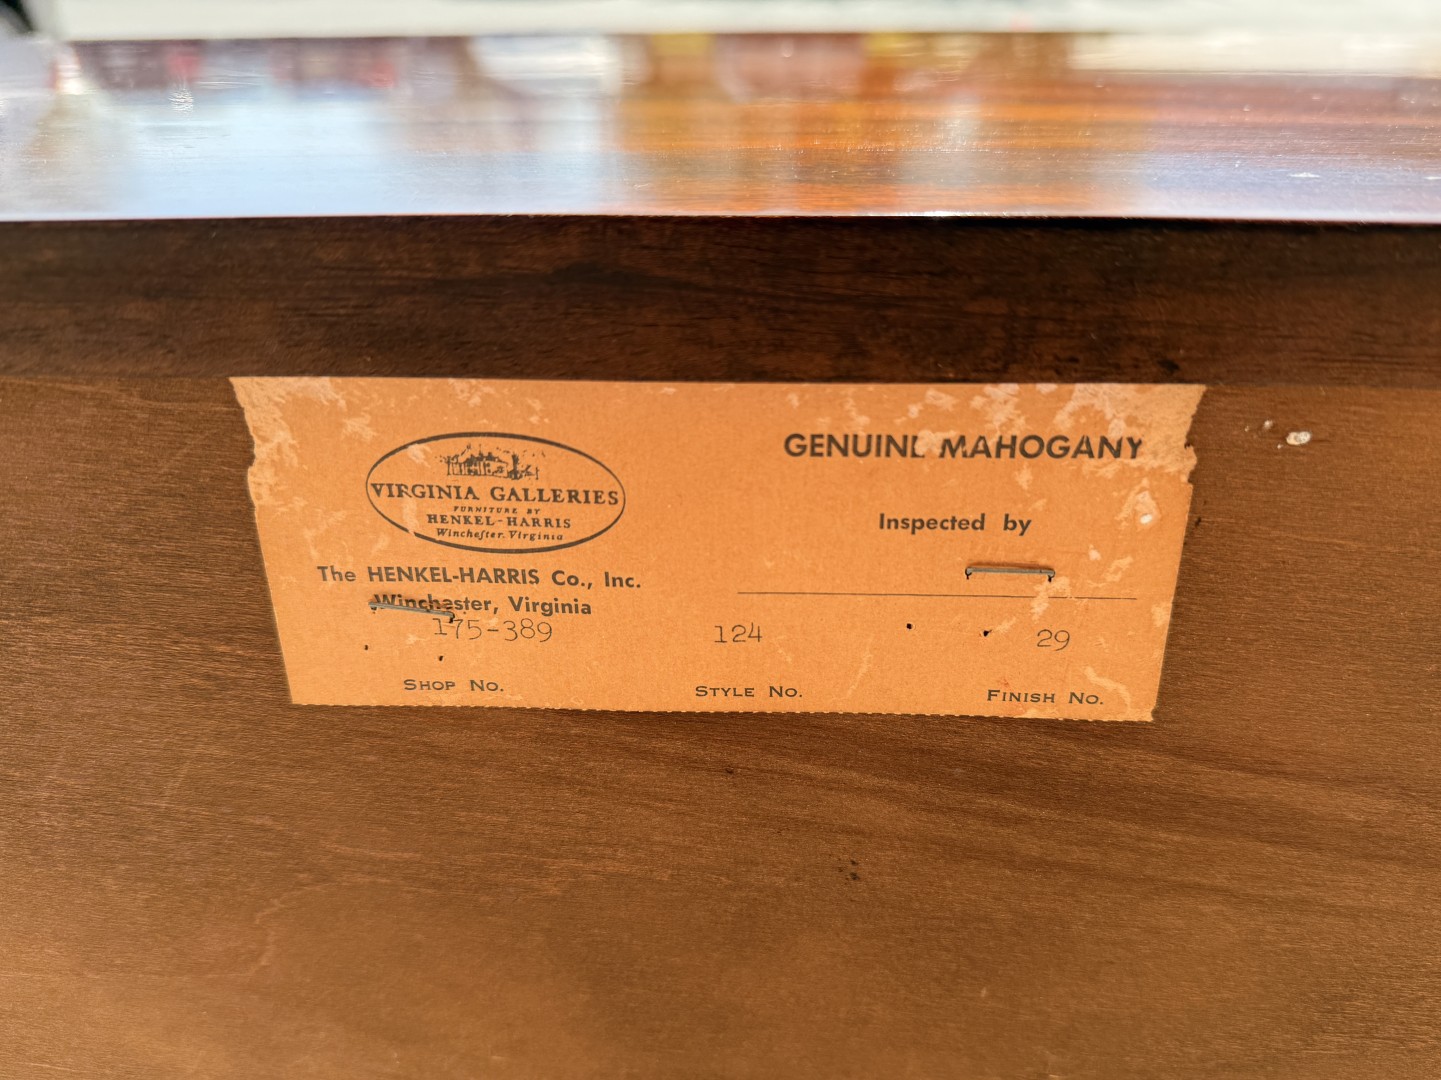 VIRGINIA GALLERIES
FURNITURE BY
HENKEL-HARRIS
Winchester, Virginia
The HENKEL-HARRIS Co., Inc.
Winchester, Virginia
175-389
SHOP NO.
124
STYLE NO.
GENUINE MAHOGANY
Inspected by
29
FINISH NO.